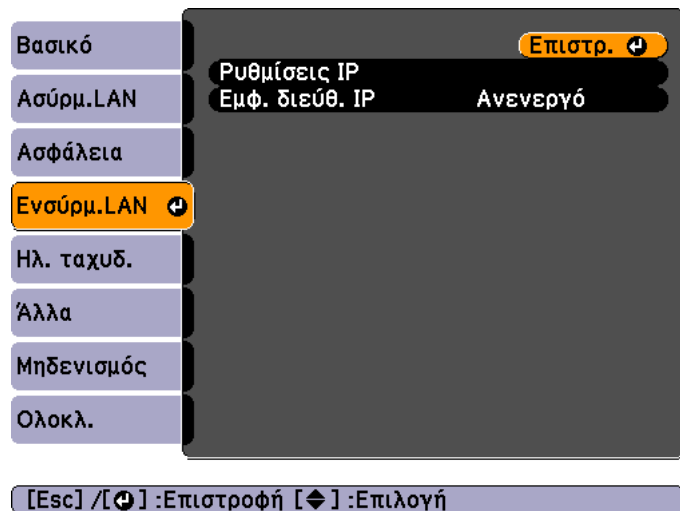 Βασικό
Ασύρμ.LAN
Ασφάλεια
Ενσύρμ.LAN
Ηλ. ταχυδ.
Άλλα
Μηδενισμός
Ολοκλ.
Επιστρ.
Ρυθμίσεις IP
Εμφ. διεύθ. IP Ανενεργό
[Esc] /[ ] :Επιστροφή [ ] :Επιλογή